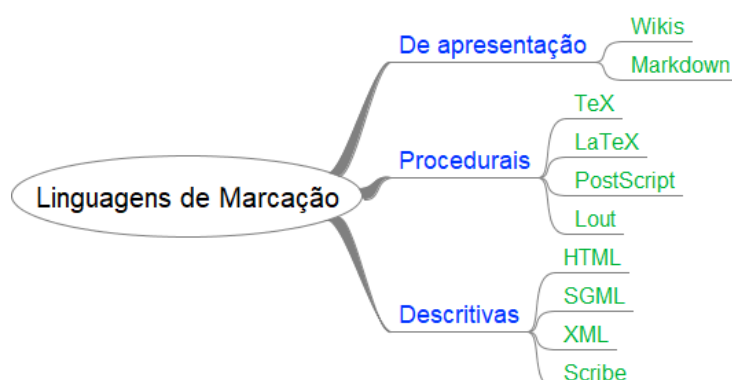 Linguagens de Marcação
De apresentação
Wikis
Markdown
Procedurais
TeX
LaTeX
PostScript
Lout
Descritivas
HTML
SGML
XML
Scribe